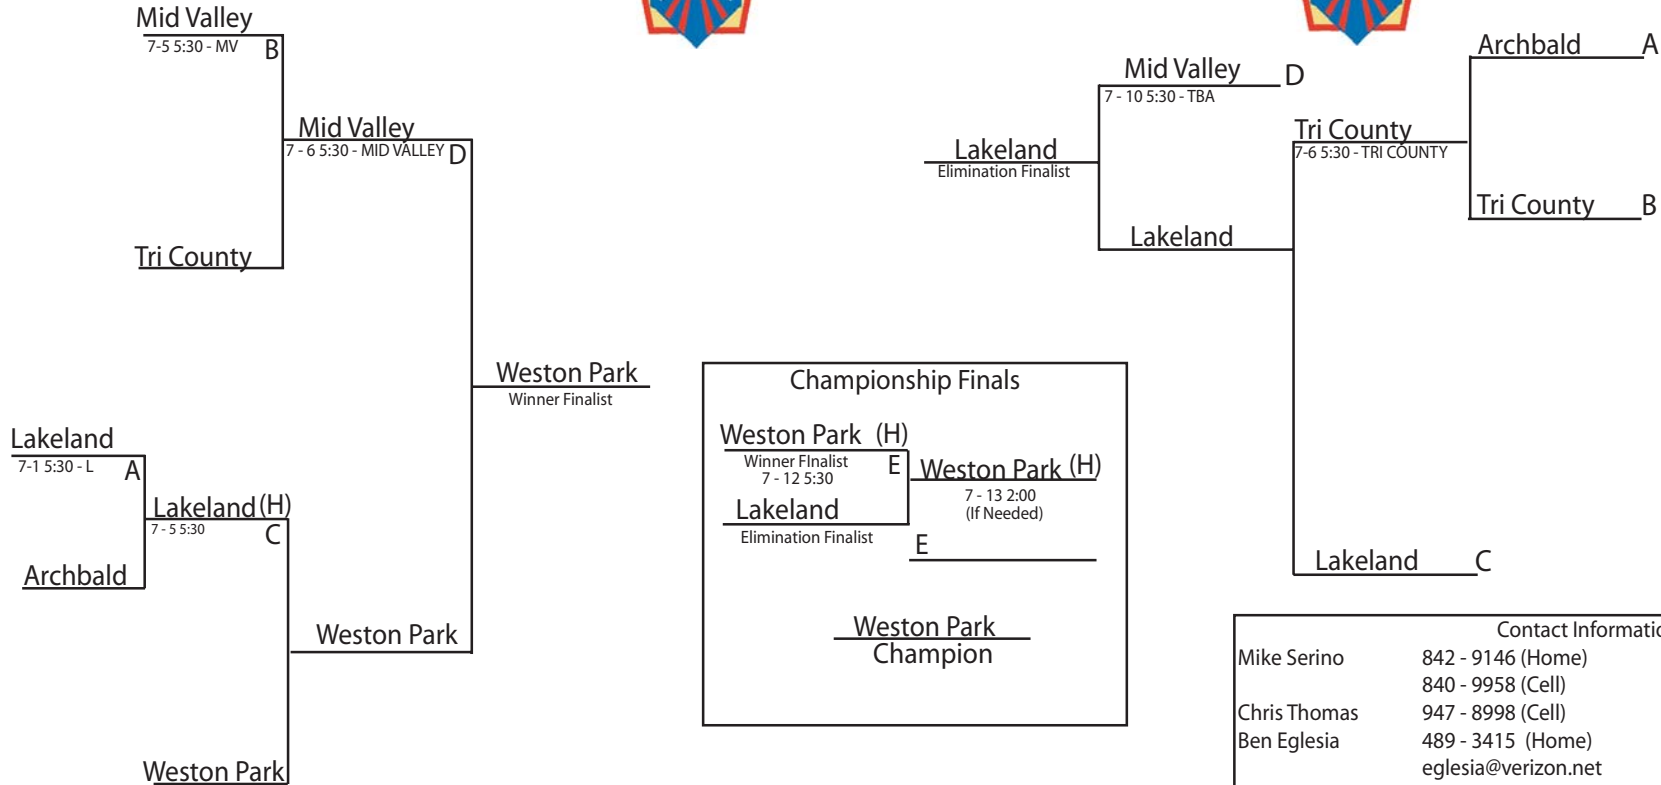 Mid Valley
7-5 5:30 - MV
B
Mid Valley
7 - 6 5:30 - MID VALLEY
D
Tri County
Weston Park
Winner Finalist
Lakeland
7-1 5:30 - L
A
Lakeland (H)
7 - 5 5:30
C
Archbald
Weston Park
Weston Park
Championship Finals
Weston Park (H)
Winner FInalist
7 - 12 5:30
E
Weston Park (H)
7 - 13 2:00
(If Needed)
Lakeland
Elimination Finalist
E
Weston Park
Champion
Archbald A
Mid Valley D
7 - 10 5:30 - TBA
Tri County
7-6 5:30 - TRI COUNTY
Lakeland
Elimination Finalist
Tri County B
Lakeland
Lakeland C
Contact Informatio
Mike Serino 842 - 9146 (Home)
840 - 9958 (Cell)
Chris Thomas 947 - 8998 (Cell)
Ben Eglesia 489 - 3415 (Home)
eglesia@verizon.net